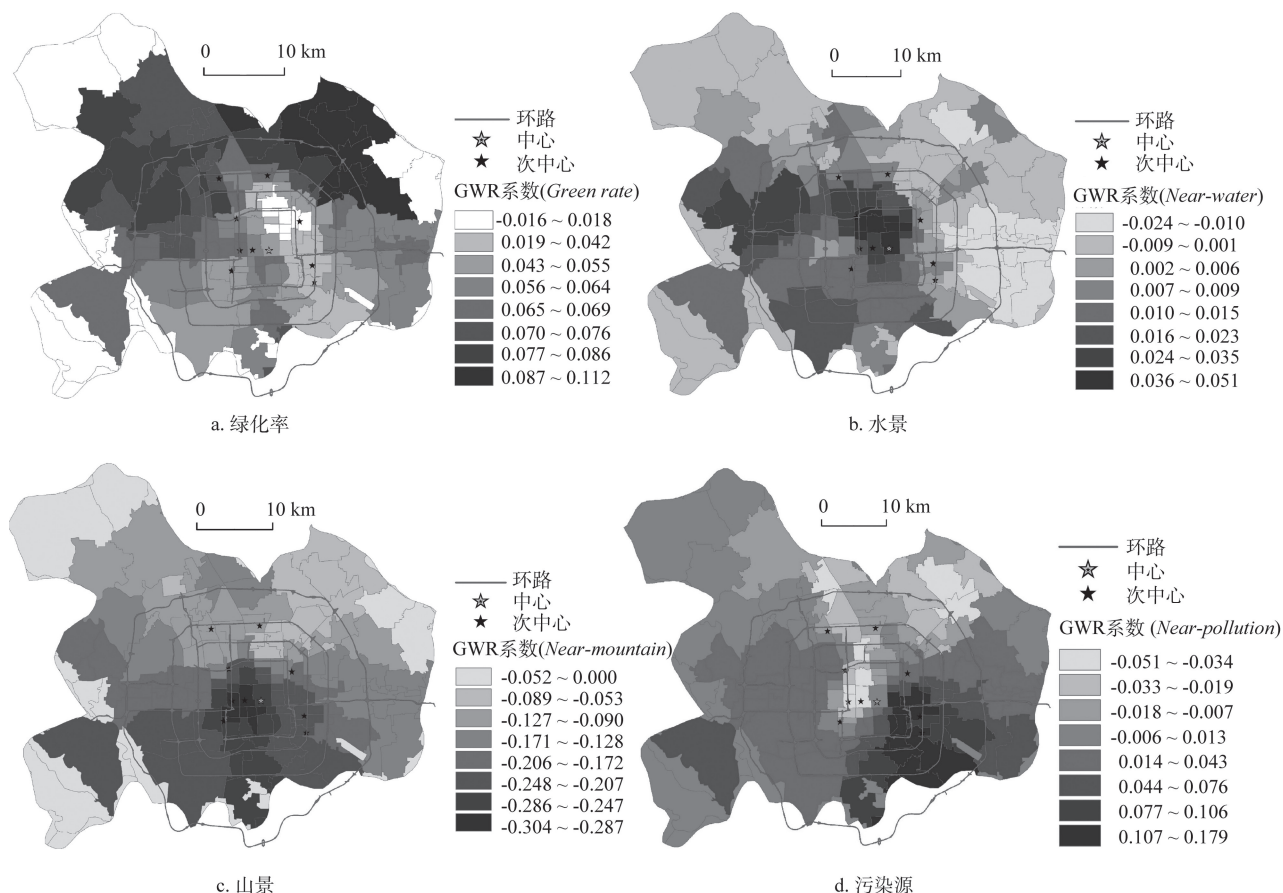 0 10 km
环路
中心
次中心
GWR系数(Green rate)
-0.016 ~ 0.018
0.019 ~ 0.042
0.043 ~ 0.055
0.056 ~ 0.064
0.065 ~ 0.069
0.070 ~ 0.076
0.077 ~ 0.086
0.087 ~ 0.112
a. 绿化率
0 10 km
环路
中心
次中心
GWR系数(Near-water)
-0.024 ~ -0.010
-0.009 ~ 0.001
0.002 ~ 0.006
0.007 ~ 0.009
0.010 ~ 0.015
0.016 ~ 0.023
0.024 ~ 0.035
0.036 ~ 0.051
b. 水景
0 10 km
环路
中心
次中心
GWR系数(Near-mountain)
-0.052 ~ 0.000
-0.089 ~ -0.053
-0.127 ~ -0.090
-0.171 ~ -0.128
-0.206 ~ -0.172
-0.248 ~ -0.207
-0.286 ~ -0.247
-0.304 ~ -0.287
c. 山景
0 10 km
环路
中心
次中心
GWR系数 (Near-pollution)
-0.051 ~ -0.034
-0.033 ~ -0.019
-0.018 ~ -0.007
-0.006 ~ 0.013
0.014 ~ 0.043
0.044 ~ 0.076
0.077 ~ 0.106
0.107 ~ 0.179
d. 污染源